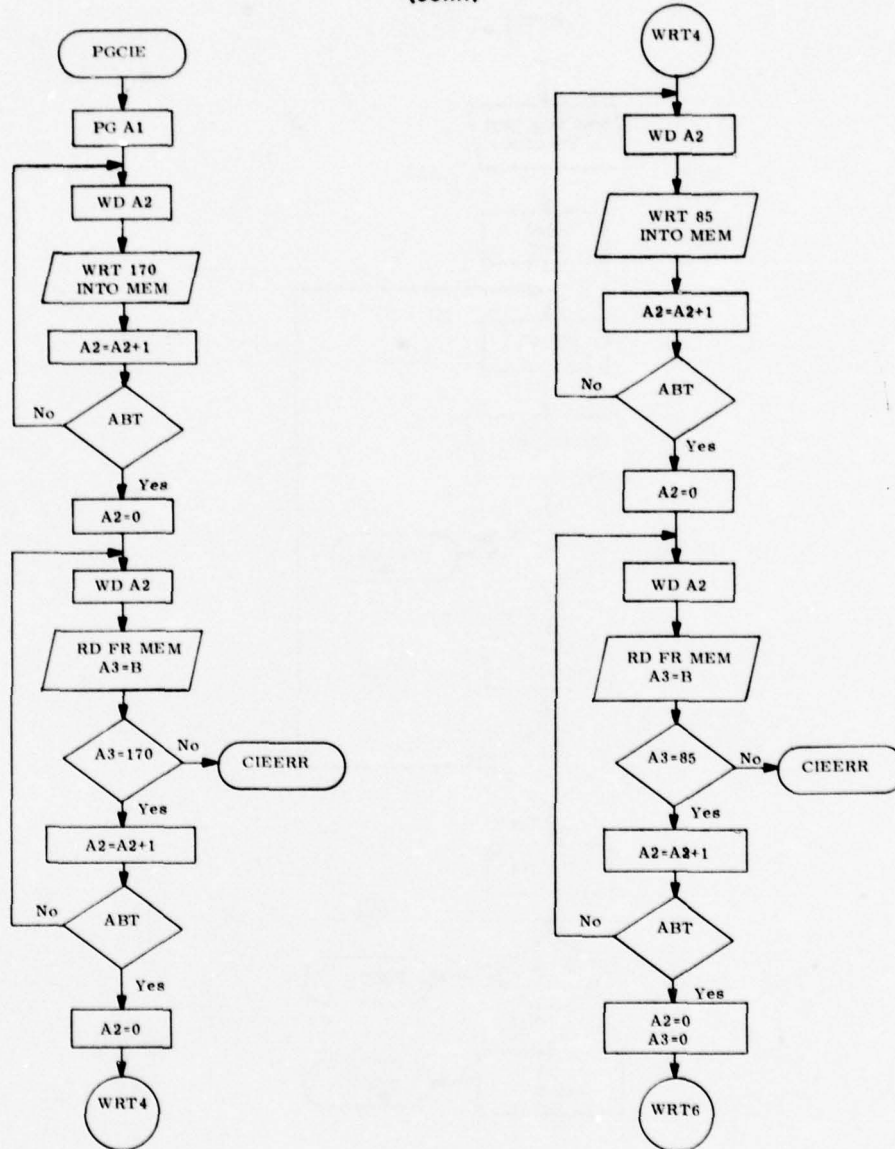 PGCIE
PG A1
WD A2
WRT 170
INTO MEM
A2=A2+1
ABT
No
Yes
A2=0
WD A2
RD FR MEM
A3=B
A3=170
No
CIEERR
Yes
A2=A2+1
ABT
No
Yes
A2=0
WRT4
WRT4
WD A2
WRT 85
INTO MEM
A2=A2+1
ABT
No
Yes
A2=0
WD A2
RD FR MEM
A3=B
A3=85
No
CIEERR
Yes
A2=A2+1
ABT
No
Yes
A2=0
A3=0
WRT6